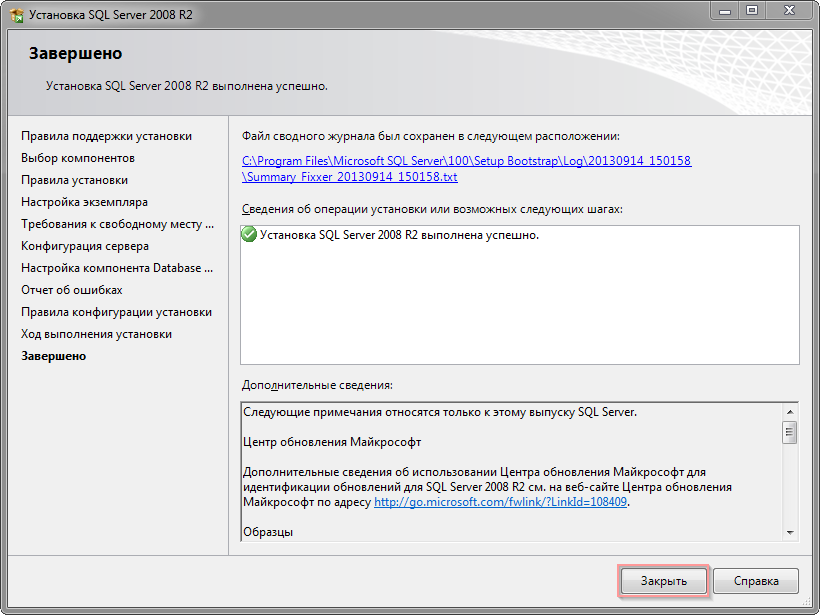 Установка SQL Server 2008 R2
Завершено
Установка SQL Server 2008 R2 выполнена успешно.
Правила поддержки установки
Выбор компонентов
Правила установки
Настройка экземпляра
Требования к свободному месту ...
Конфигурация сервера
Настройка компонента Database ...
Отчет об ошибках
Правила конфигурации установки
Ход выполнения установки
Завершено
Файл сводного журнала был сохранен в следующем расположении:
C:\Program Files\Microsoft SQL Server\100\Setup Bootstrap\Log\20130914_150158
\Summary_Fixxer_20130914_150158.txt
Сведения об операции установки или возможных следующих шагах:
Установка SQL Server 2008 R2 выполнена успешно.
Дополнительные сведения:
Следующие примечания относятся только к этому выпуску SQL Server.
Центр обновления Майкрософт
Дополнительные сведения об использовании Центра обновления Майкрософт для
идентификации обновлений для SQL Server 2008 R2 см. на веб-сайте Центра обновления
Майкрософт по адресу http://go.microsoft.com/fwlink/?LinkId=108409.
Образцы
Закрыть
Справка